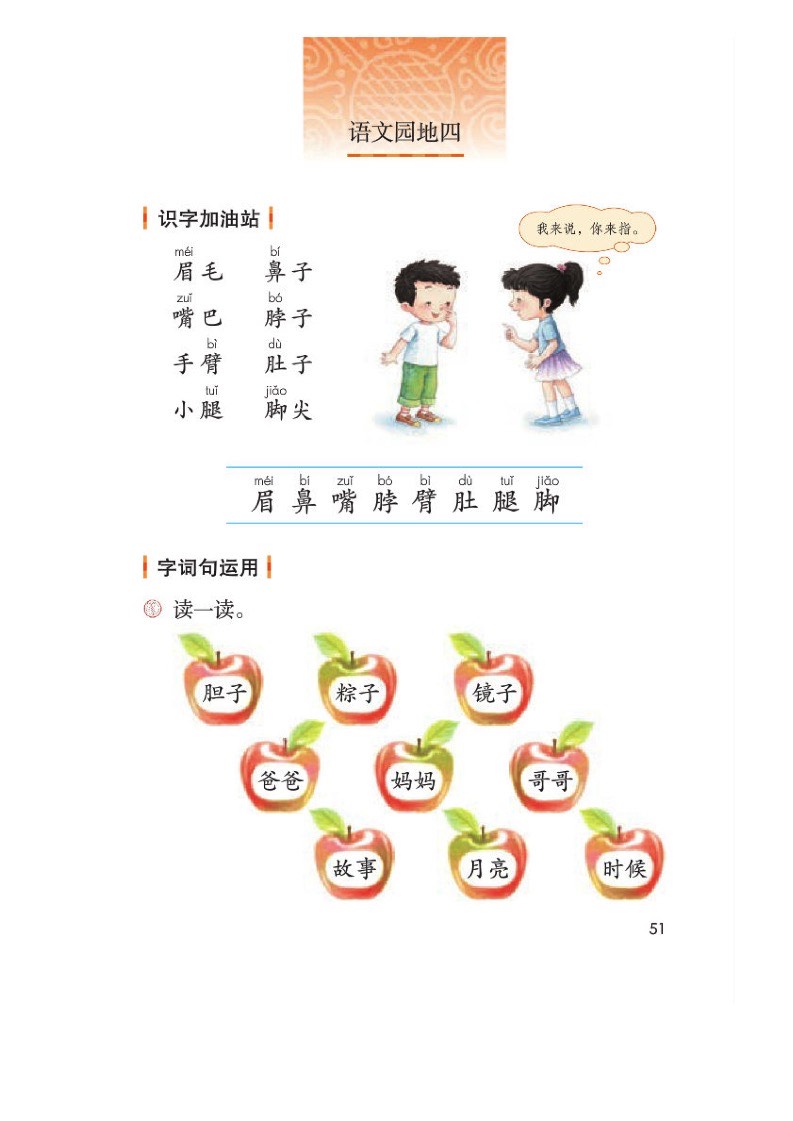 语文园地四
识字加油站
我来说，你来指。
méi bí
眉毛 鼻子
zuǐ bó
嘴巴 脖子
bì dù
手臂 肚子
tuǐ jiǎo
小腿 脚尖
méi bí zuǐ bó bì dù tuǐ jiǎo
眉 鼻 嘴 脖 臂 肚 腿 脚
字词句运用
读一读。
胆子 粽子 镜子
爸爸 妈妈 哥哥
故事 月亮 时候
51